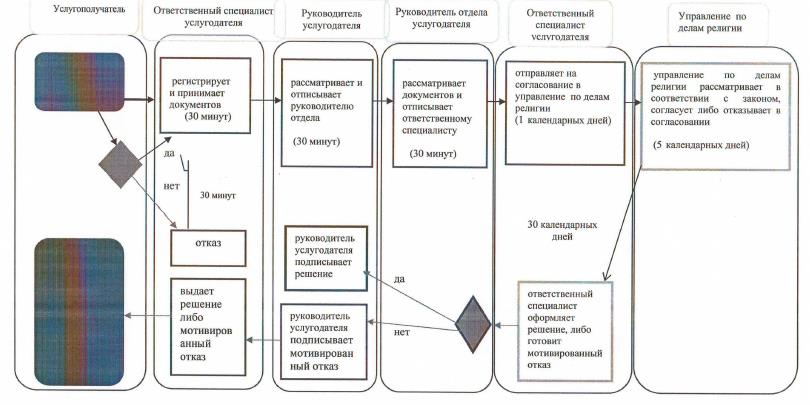 Услугополучатель
Ответственный специалист
услугодателя
Руководитель
услугодателя
Руководитель отдела
услугодателя
Ответственный
специалист
услугодателя
Управление по
делам религии
регистрирует
и принимает
документов
(30 минут)
рассматривает и
отписывает
руководителю
отдела
(30 минут)
рассматривает
документов и
отписывает
ответственному
специалисту
(30 минут)
отправляет на
согласование в
управление по делам
религии
(1 календарных дней)
управление по делам
религии рассматривает в
соответствии с законом,
согласует либо отказывает в
согласовании
(5 календарных дней)
да
нет
30 минут
отказ
30 календарных
дней
руководитель
услугодателя
подписывает
решение
да
нет
выдает
решение
либо
мотивиров
анный
отказ
руководитель
услугодателя
подписывает
мотивирован
ный отказ
ответственный
специалист
оформляет
решение, либо
готовит
мотивированный
отказ